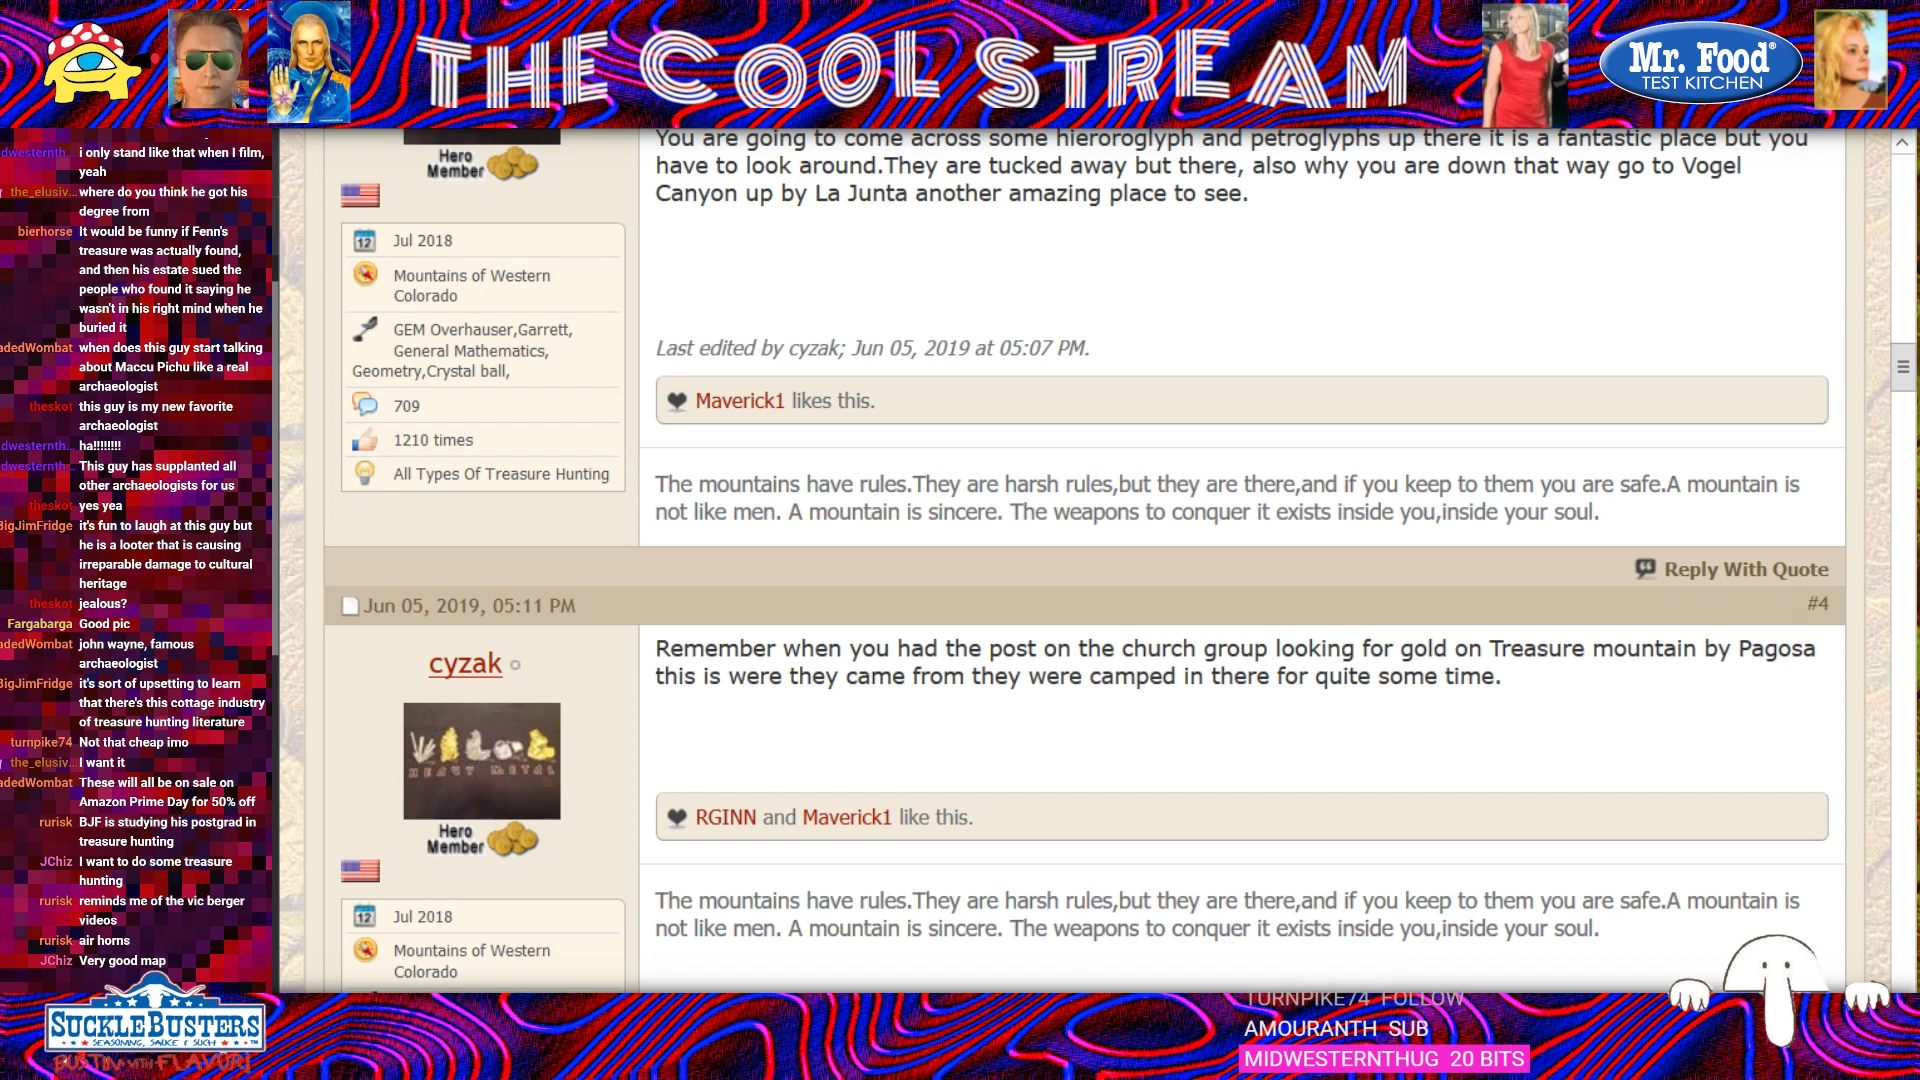 THE COOL STREAM
Mr. Food®
TEST KITCHEN
dwesternth... i only stand like that when I film,
yeah
the_elusiv... where do you think he got his
degree from
bierhorse It would be funny if Fenn's
treasure was actually found,
and then his estate sued the
people who found it saying he
wasn't in his right mind when he
buried it
adedWombat when does this guy start talking
about Maccu Pichu like a real
archaeologist
theskot this guy is my new favorite
archaeologist
dwesternth... ha!!!!!!!!
dwesternth... This guy has supplanted all
other archaeologists for us
theskot yes yea
BigJimFridge it's fun to laugh at this guy but
he is a looter that is causing
irreparable damage to cultural
heritage
theskot jealous?
Fargabarga Good pic
adedWombat john wayne, famous
archaeologist
BigJimFridge it's sort of upsetting to learn
that there's this cottage industry
of treasure hunting literature
turnpike74 Not that cheap imo
the_elusiv... I want it
adedWombat These will all be on sale on
Amazon Prime Day for 50% off
rurisk BJF is studying his postgrad in
treasure hunting
JChiz I want to do some treasure
hunting
rurisk reminds me of the vic berger
videos
rurisk air horns
JChiz Very good map
Hero
Member
12 Jul 2018
Mountains of Western
Colorado
GEM Overhauser,Garrett,
General Mathematics,
Geometry,Crystal ball,
709
1210 times
All Types Of Treasure Hunting
You are going to come across some hieroroglyph and petroglyphs up there it is a fantastic place but you
have to look around.They are tucked away but there, also why you are down that way go to Vogel
Canyon up by La Junta another amazing place to see.
Last edited by cyzak; Jun 05, 2019 at 05:07 PM.
Maverick1 likes this.
The mountains have rules.They are harsh rules,but they are there,and if you keep to them you are safe.A mountain is
not like men. A mountain is sincere. The weapons to conquer it exists inside you,inside your soul.
Reply With Quote
Jun 05, 2019, 05:11 PM #4
cyzak
HEAVY METAL
Hero
Member
12 Jul 2018
Mountains of Western
Colorado
Remember when you had the post on the church group looking for gold on Treasure mountain by Pagosa
this is were they came from they were camped in there for quite some time.
RGINN and Maverick1 like this.
The mountains have rules.They are harsh rules,but they are there,and if you keep to them you are safe.A mountain is
not like men. A mountain is sincere. The weapons to conquer it exists inside you,inside your soul.
SUCKLEBUSTERS
SEASONING, SAUCE & SUCH
BUSTIN WITH FLAVOR!
TURNPIKE74 FOLLOW
AMOURANTH SUB
MIDWESTERNTHUG 20 BITS